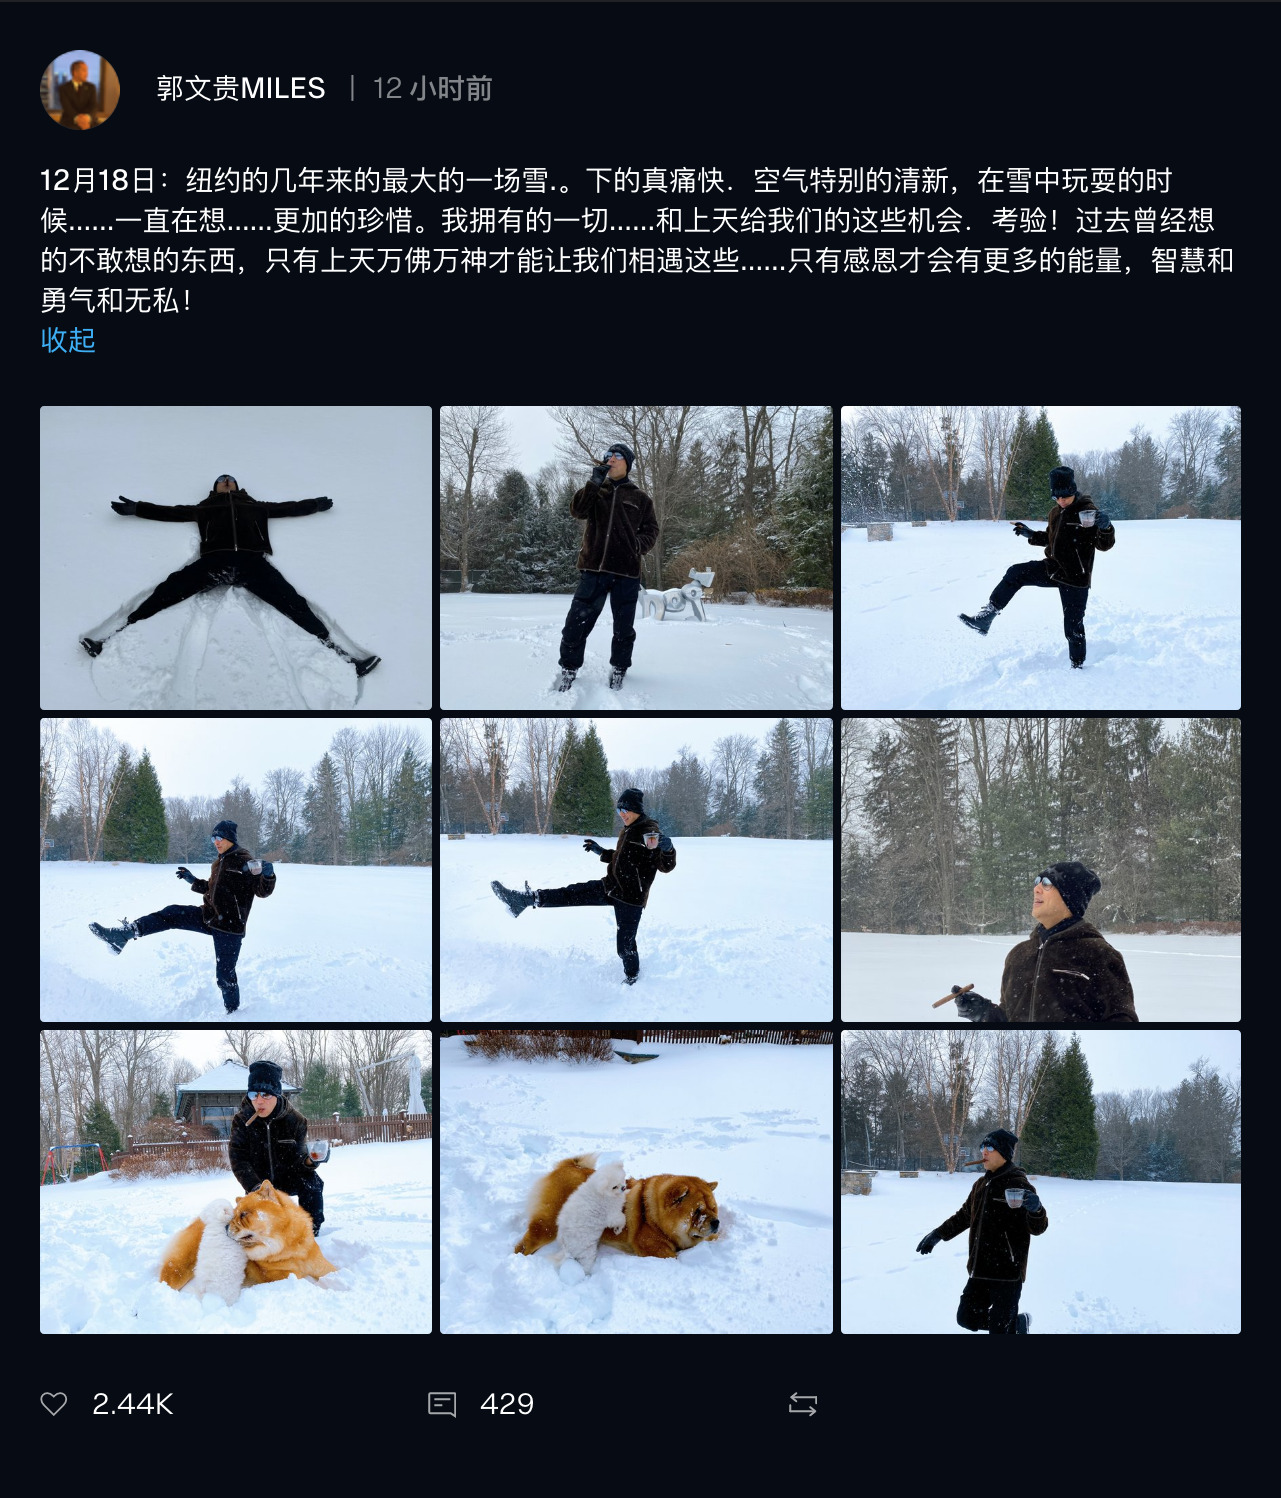 郭文贵MILES | 12 小时前
12月18日：纽约的几年来的最大的一场雪.。下的真痛快．空气特别的清新，在雪中玩耍的时
候……一直在想……更加的珍惜。我拥有的一切……和上天给我们的这些机会．考验！过去曾经想
的不敢想的东西，只有上天万佛万神才能让我们相遇这些……只有感恩才会有更多的能量，智慧和
勇气和无私！
收起
2.44K 429